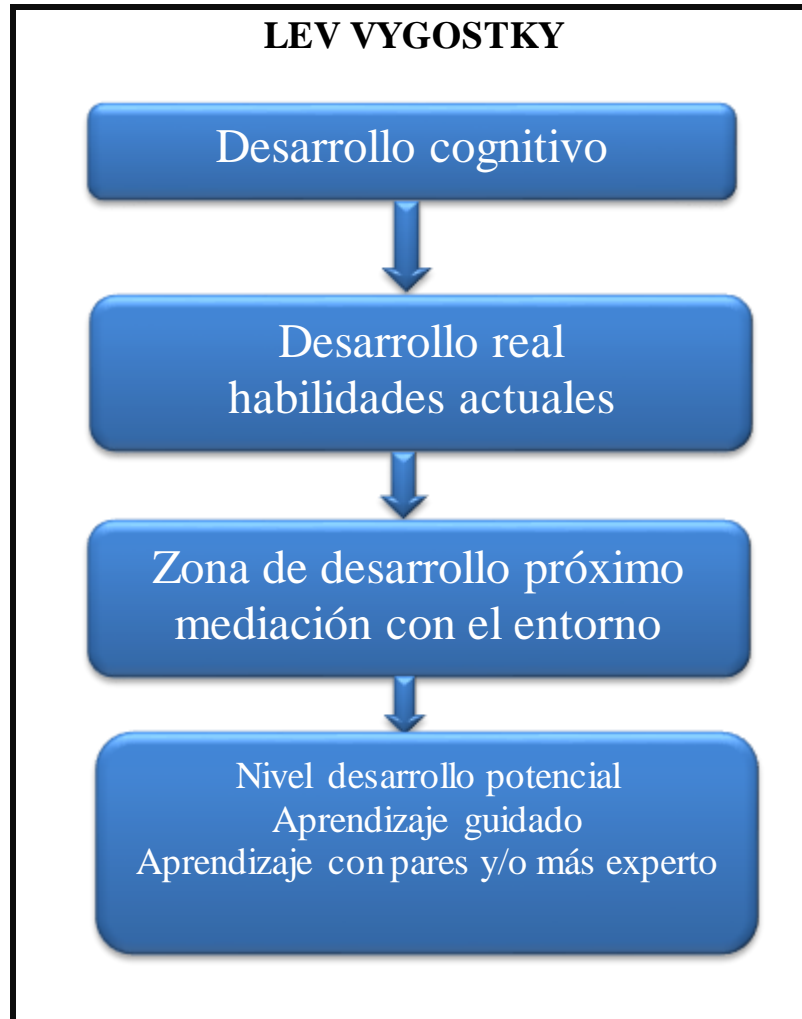 LEV VYGOSTKY
Desarrollo cognitivo
Desarrollo real
habilidades actuales
Zona de desarrollo próximo
mediación con el entorno
Nivel desarrollo potencial
Aprendizaje guidado
Aprendizaje con pares y/o más experto